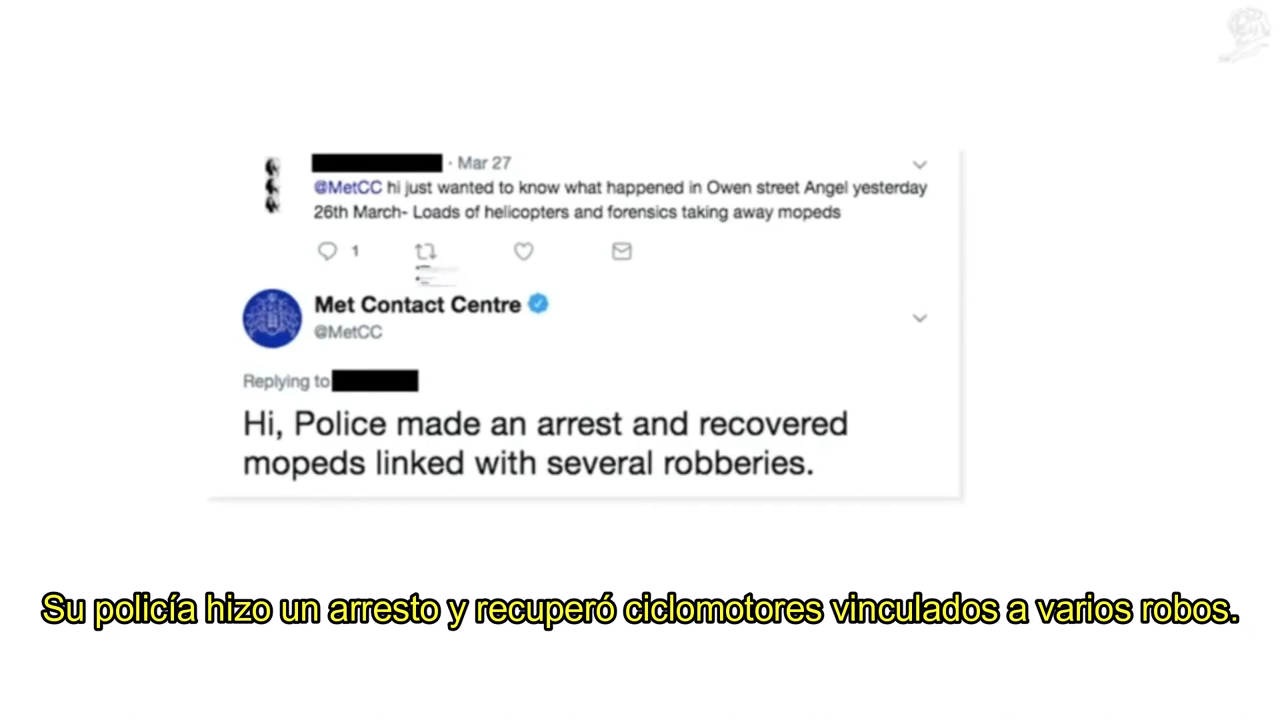 · Mar 27
@MetCC hi just wanted to know what happened in Owen street Angel yesterday
26th March- Loads of helicopters and forensics taking away mopeds
1
Met Contact Centre
@MetCC
Replying to
Hi, Police made an arrest and recovered
mopeds linked with several robberies.
Su policía hizo un arresto y recuperó ciclomotores vinculados a varios robos.